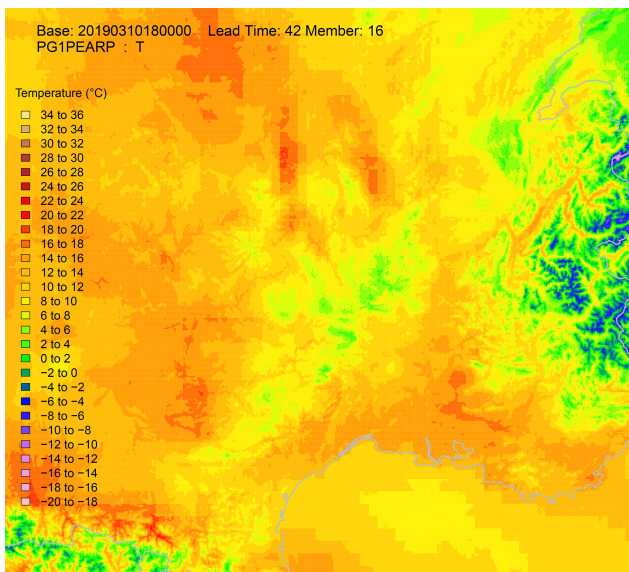 Base: 20190310180000 Lead Time: 42 Member: 16
PG1PEARP : T
Temperature (°C)
34 to 36
32 to 34
30 to 32
28 to 30
26 to 28
24 to 26
22 to 24
20 to 22
18 to 20
16 to 18
14 to 16
12 to 14
10 to 12
8 to 10
6 to 8
4 to 6
2 to 4
0 to 2
−2 to 0
−4 to −2
−6 to −4
−8 to −6
−10 to −8
−12 to −10
−14 to −12
−16 to −14
−18 to −16
−20 to −18